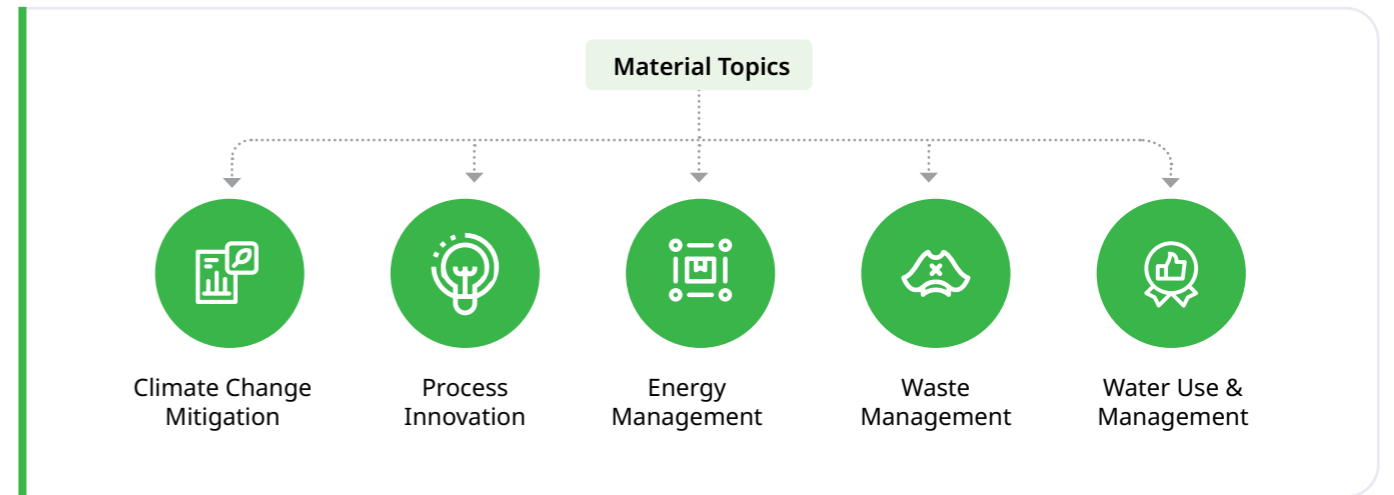 Material Topics
Climate Change
Mitigation
Process
Innovation
Energy
Management
Waste
Management
Water Use &
Management